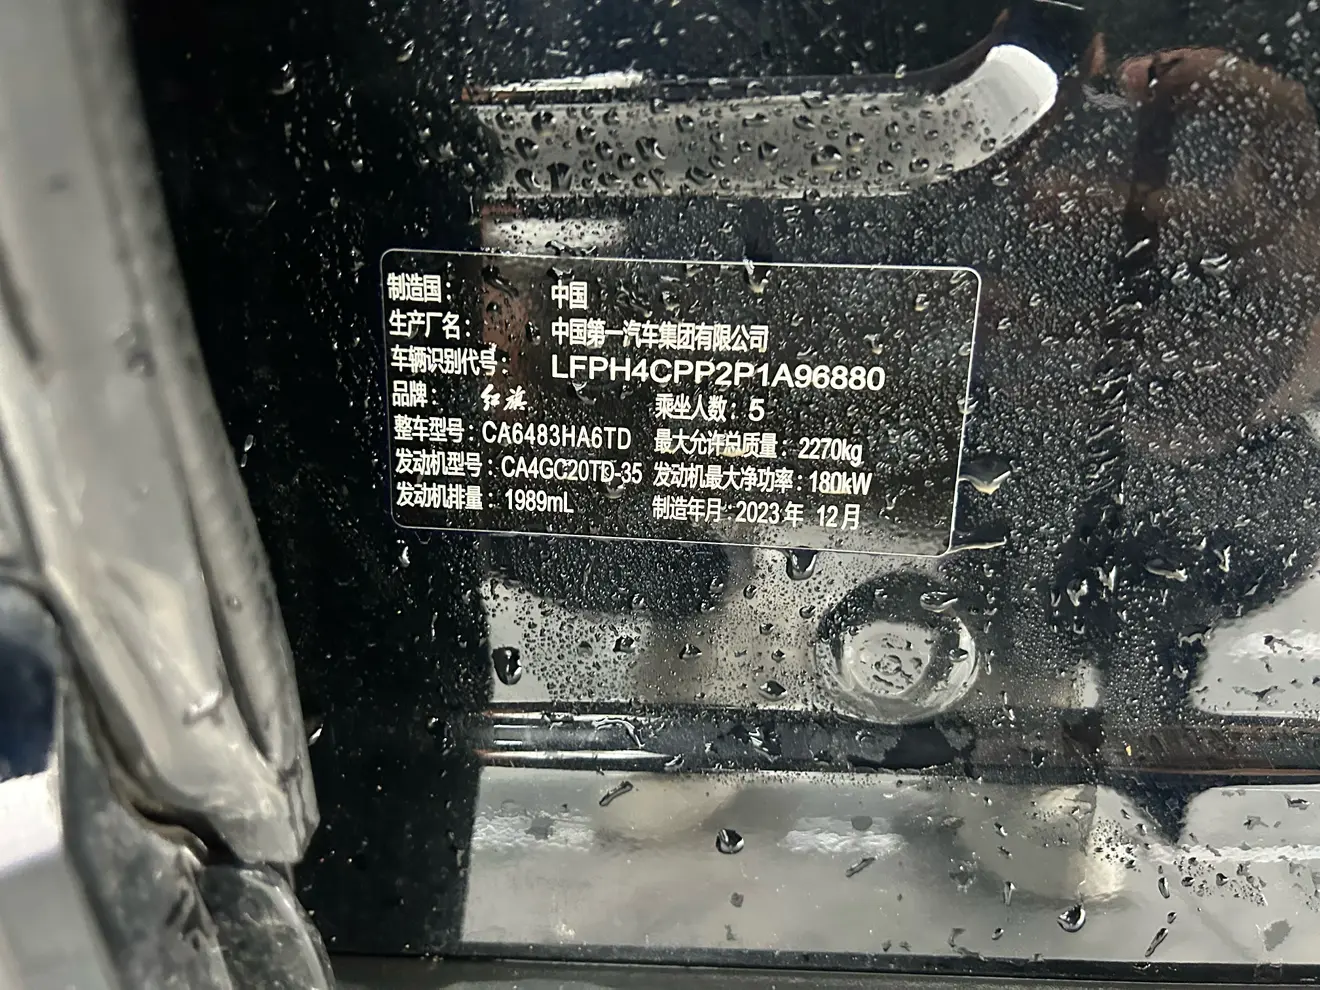 制造国： 中国
生产厂名： 中国第一汽车集团有限公司
车辆识别代号： LFPH4CPP2P1A96880
品牌： 红旗 乘坐人数：5
整车型号：CA6483HA6TD 最大允许总质量：2270kg
发动机型号：CA4GC20TD-35 发动机最大净功率：180kW
发动机排量：1989mL 制造年月：2023年 12月